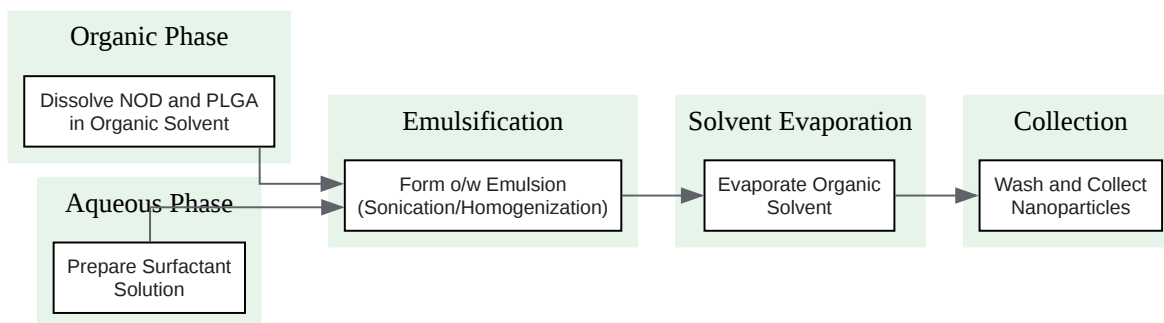 Organic Phase
Dissolve NOD and PLGA
in Organic Solvent
Aqueous Phase
Prepare Surfactant
Solution
Emulsification
Form o/w Emulsion
(Sonication/Homogenization)
Solvent Evaporation
Evaporate Organic
Solvent
Collection
Wash and Collect
Nanoparticles